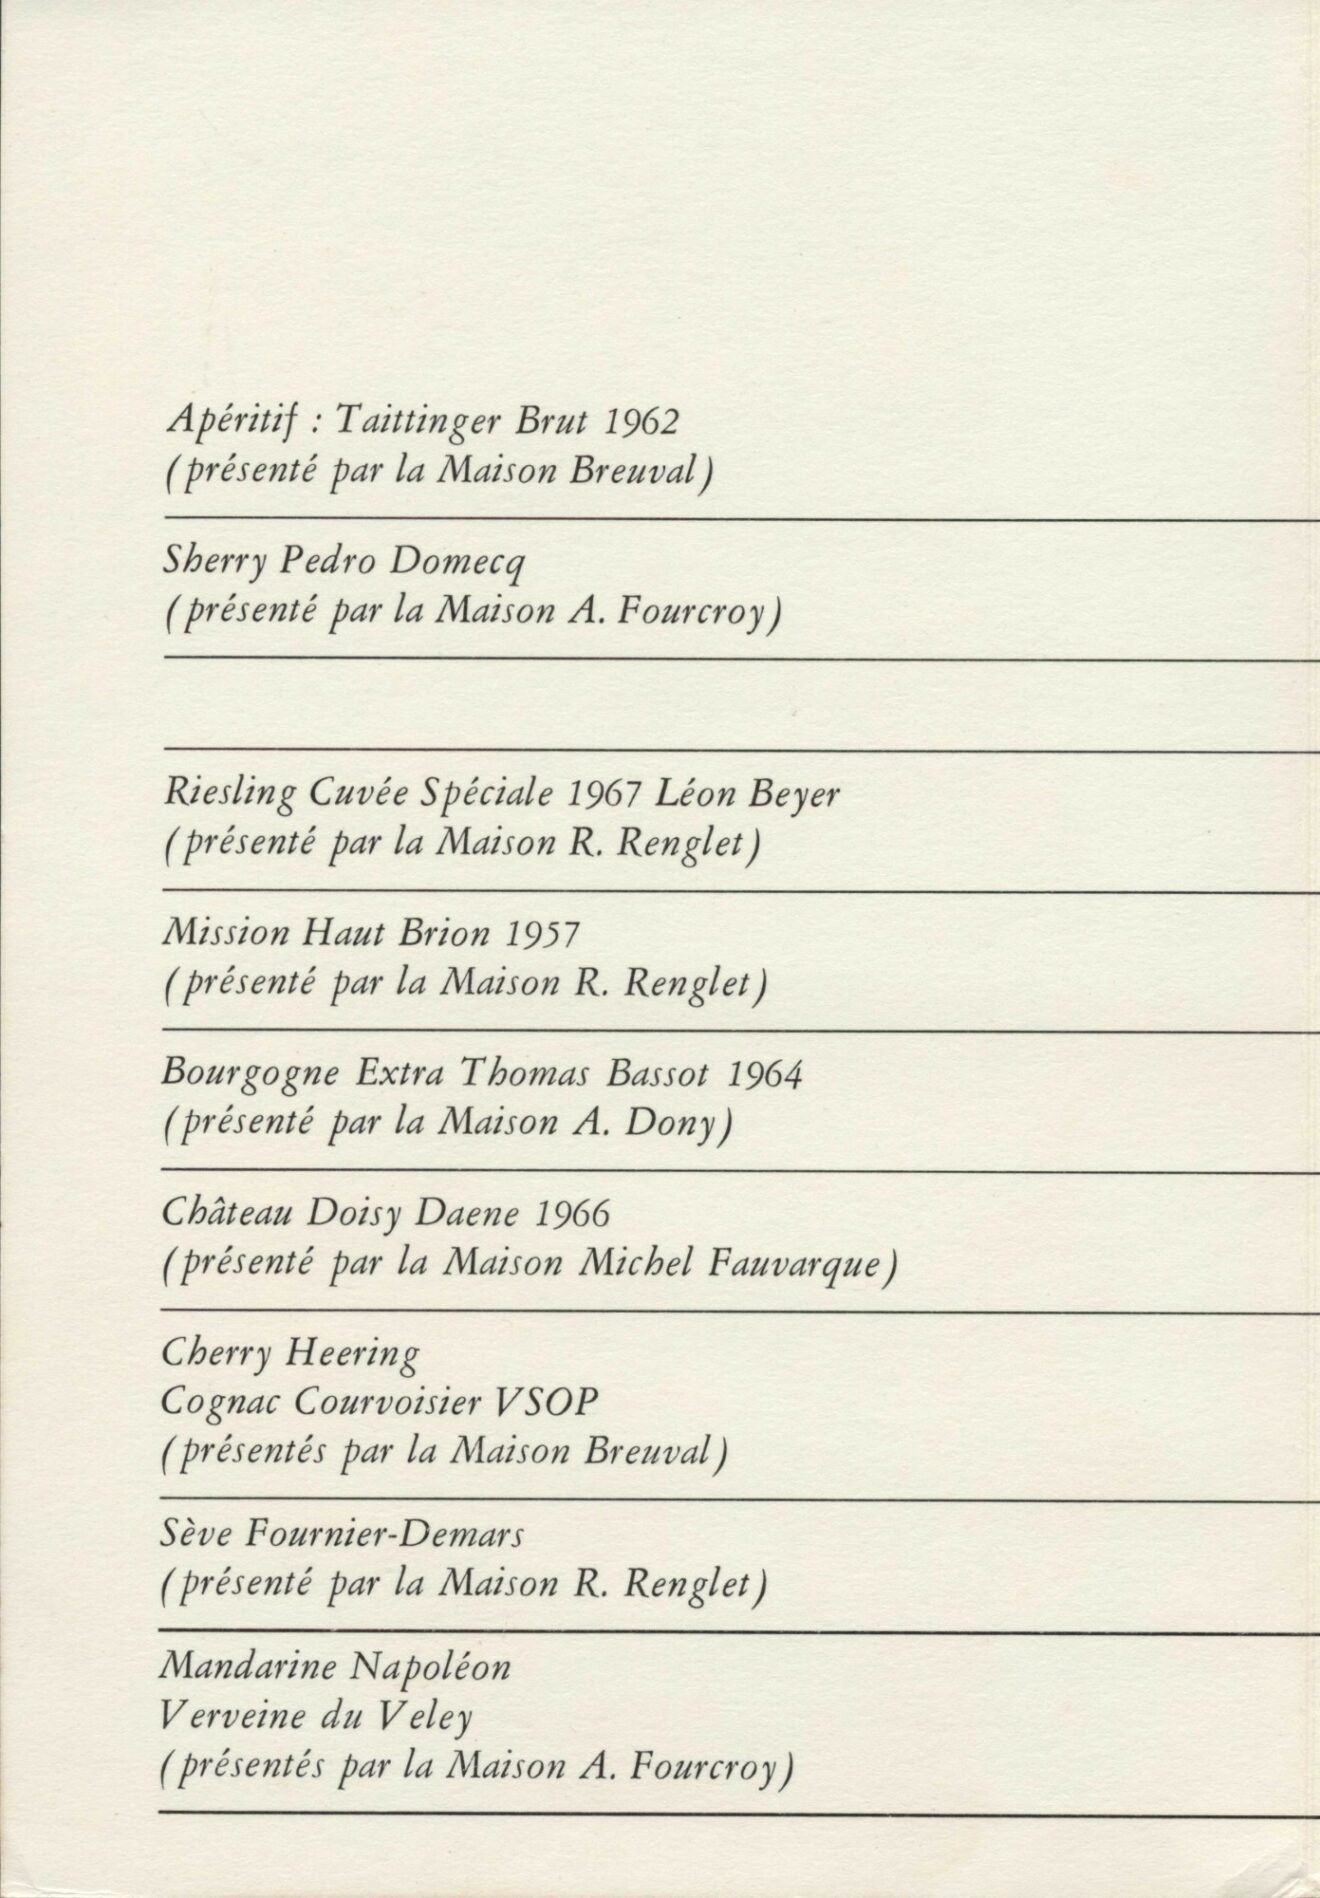 Apéritif : Taittinger Brut 1962
(présenté par la Maison Breuval)
Sherry Pedro Domecq
(présenté par la Maison A. Fourcroy)
Riesling Cuvée Spéciale 1967 Léon Beyer
(présenté par la Maison R. Renglet)
Mission Haut Brion 1957
(présenté par la Maison R. Renglet)
Bourgogne Extra Thomas Bassot 1964
(présenté par la Maison A. Dony)
Château Doisy Daene 1966
(présenté par la Maison Michel Fauvarque)
Cherry Heering
Cognac Courvoisier VSOP
(présentés par la Maison Breuval)
Sève Fournier-Demars
(présenté par la Maison R. Renglet)
Mandarine Napoléon
Verveine du Veley
(présentés par la Maison A. Fourcroy)